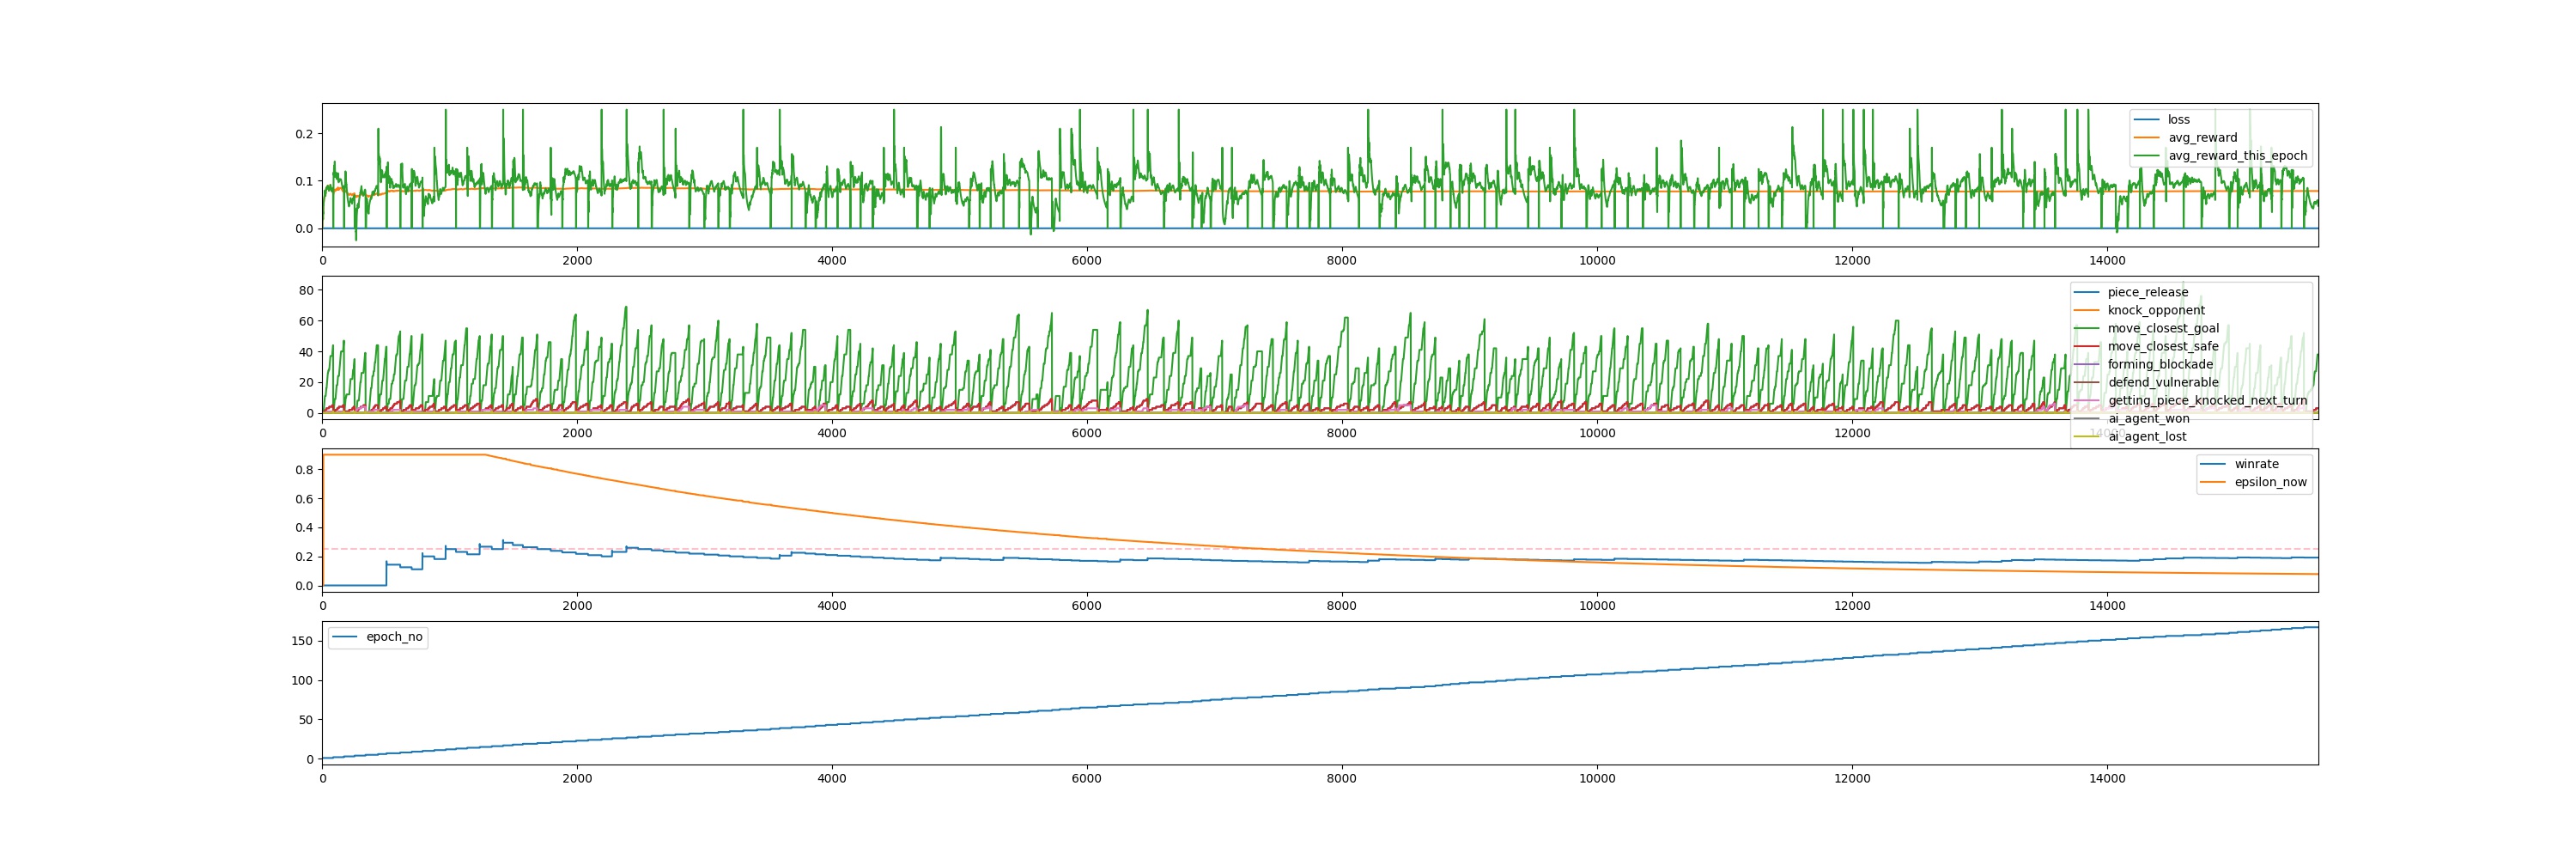 0.2
0.1
0.0
loss
avg_reward
avg_reward_this_epoch
0 2000 4000 6000 8000 10000 12000 14000
80
60
40
20
0
piece_release
knock_opponent
move_closest_goal
move_closest_safe
forming_blockade
defend_vulnerable
getting_piece_knocked_next_turn
ai_agent_won
ai_agent_lost
0 2000 4000 6000 8000 10000 12000 14000
0.8
0.6
0.4
0.2
0.0
winrate
epsilon_now
0 2000 4000 6000 8000 10000 12000 14000
150
100
50
0
epoch_no
0 2000 4000 6000 8000 10000 12000 14000